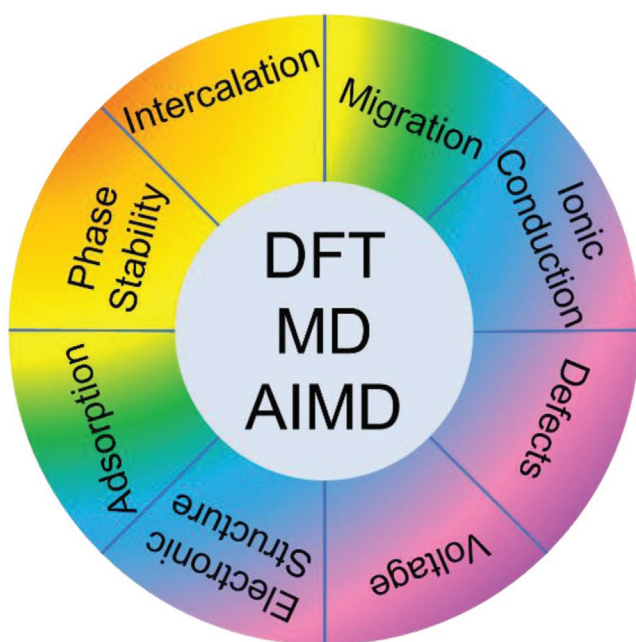 Intercalation
Migration
Ionic
Conduction
Defects
Voltage
Electronic
Structure
Adsorption
Phase
Stability
DFT
MD
AIMD